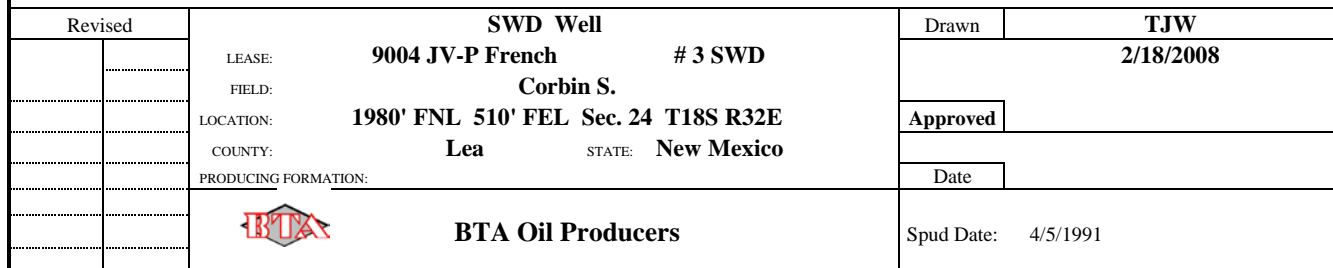 Revised SWD Well Drawn TJW
LEASE: 9004 JV-P French # 3 SWD 2/18/2008
FIELD: Corbin S.
LOCATION: 1980' FNL 510' FEL Sec. 24 T18S R32E Approved
COUNTY: Lea STATE: New Mexico
PRODUCING FORMATION: Date
BTA BTA Oil Producers Spud Date: 4/5/1991